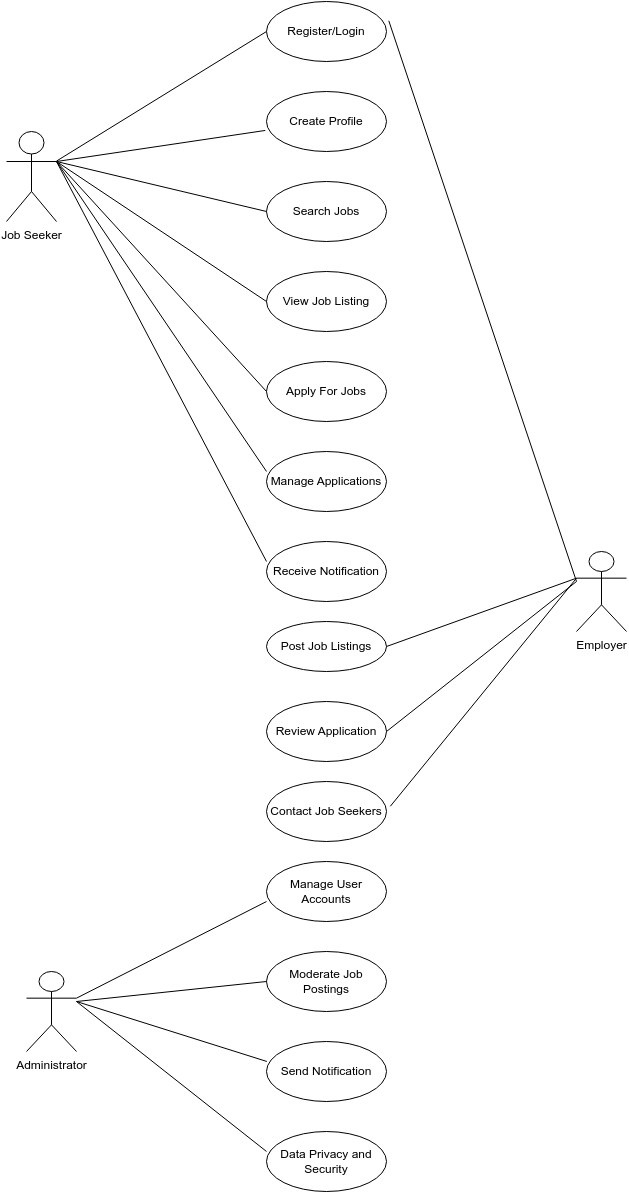 Register/Login
Create Profile
Search Jobs
Job Seeker
View Job Listing
Apply For Jobs
Manage Applications
Receive Notification
Post Job Listings
Employer
Review Application
Contact Job Seekers
Manage User
Accounts
Moderate Job
Postings
Administrator
Send Notification
Data Privacy and
Security